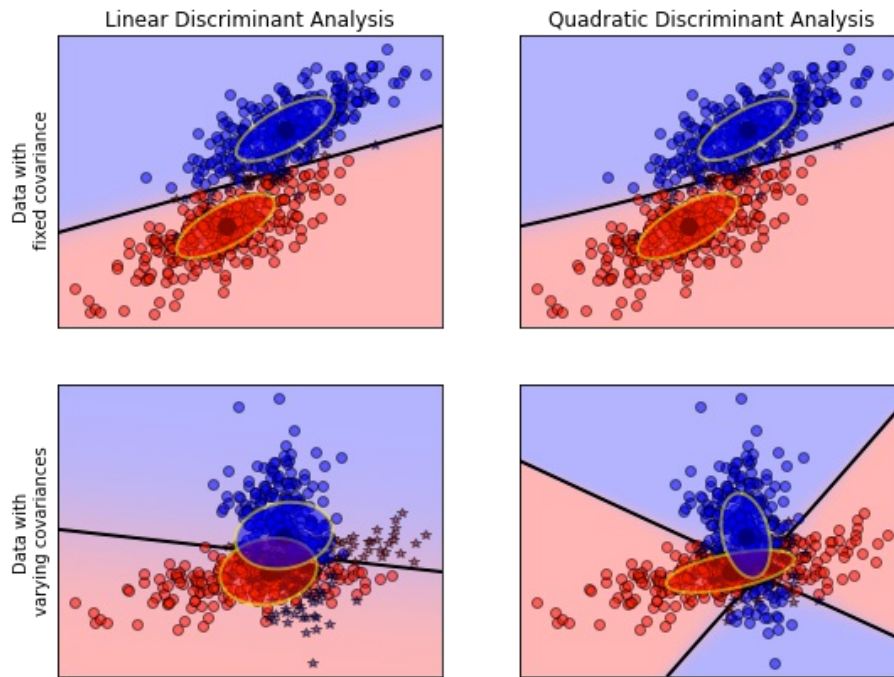 Linear Discriminant Analysis
Quadratic Discriminant Analysis
Data with
fixed covariance
Data with
varying covariances